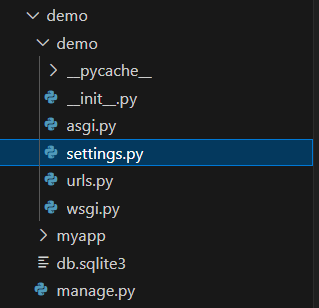 demo
demo
__pycache__
__init__.py
asgi.py
settings.py
urls.py
wsgi.py
myapp
db.sqlite3
manage.py